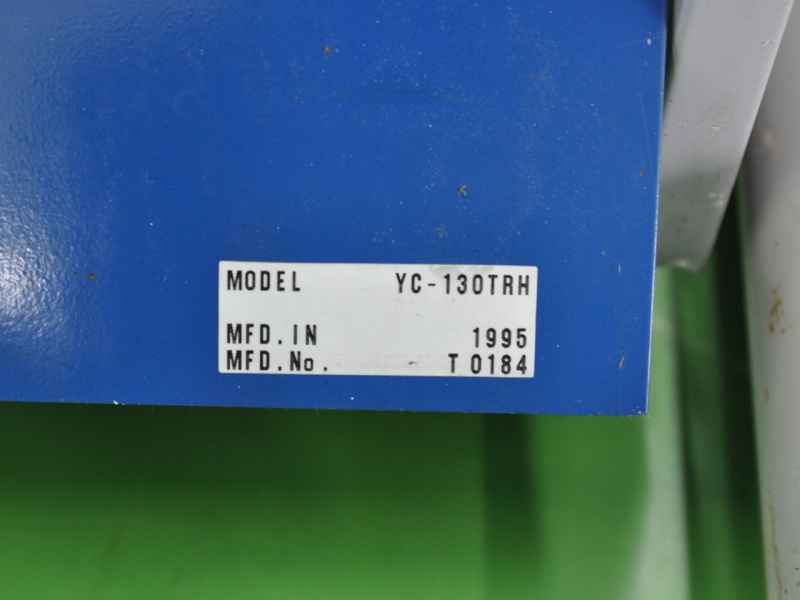 MODEL YC-130TRH
MFD.IN 1995
MFD.No. T0184